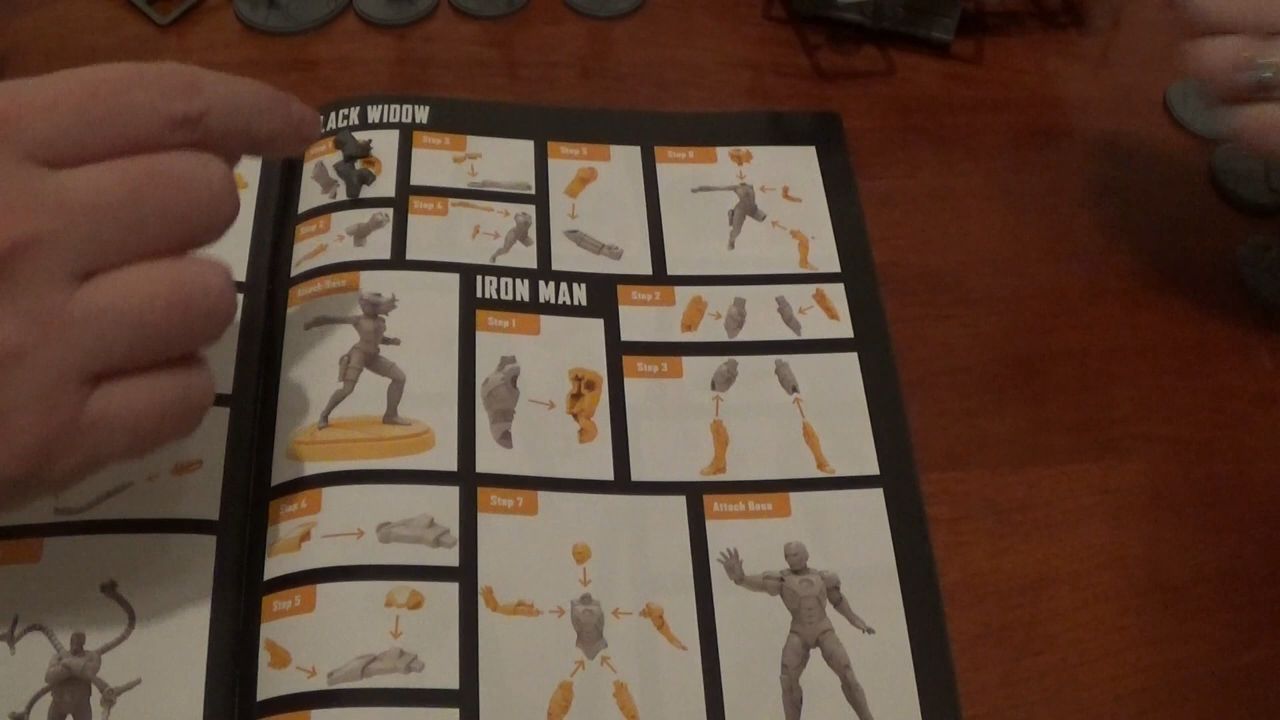 LACK WIDOW
Step 3
Step 5
Step 6
Step 4
Attach Base
IRON MAN
Step 1
Step 2
Step 3
Step 4
Step 5
Step 7
Attach Base